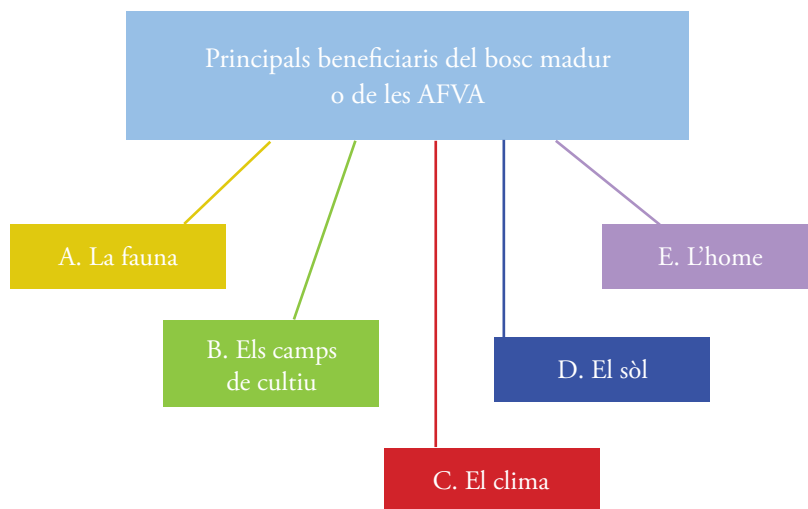 Principals beneficiaris del bosc madur
o de les AFVA
A. La fauna
B. Els camps
de cultiu
C. El clima
D. El sòl
E. L’home